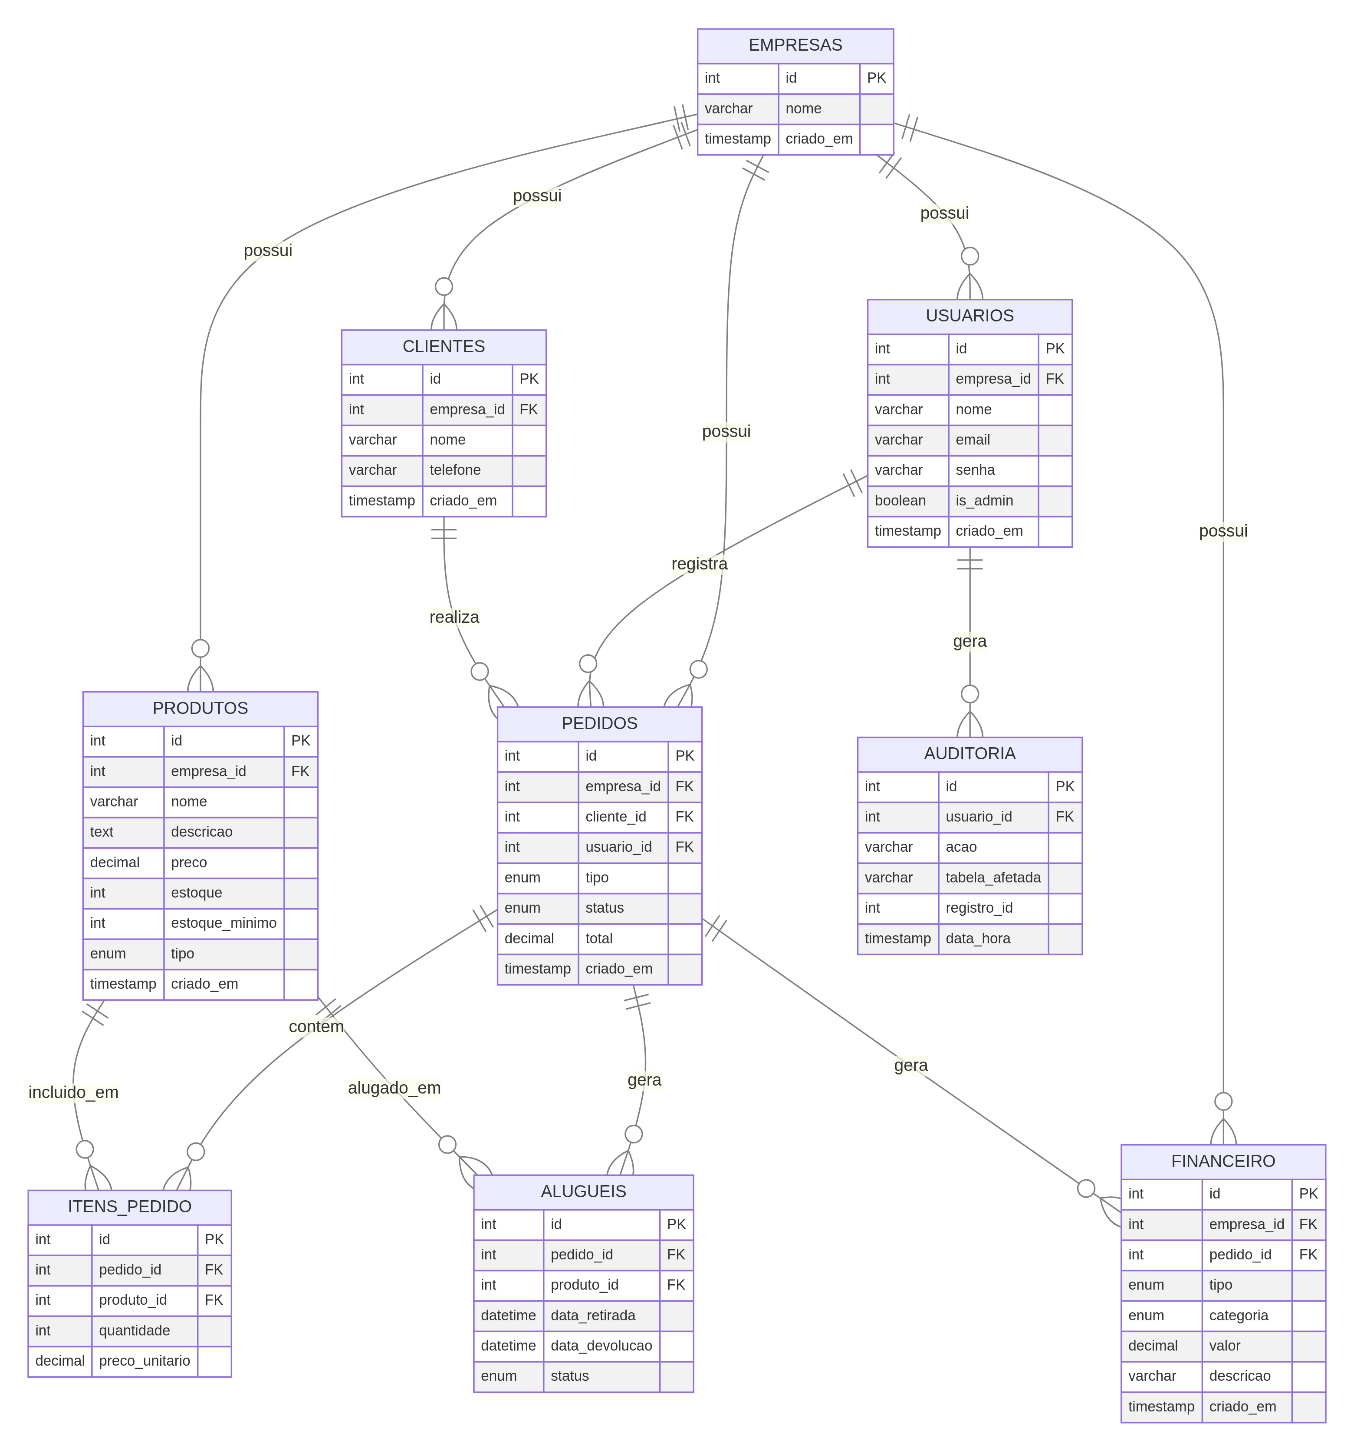 EMPRESAS
int id PK
varchar nome
timestamp criado_em
possui
possui
possui
possui
possui
CLIENTES
int id PK
int empresa_id FK
varchar nome
varchar telefone
timestamp criado_em
USUARIOS
int id PK
int empresa_id FK
varchar nome
varchar email
varchar senha
boolean is_admin
timestamp criado_em
registra
realiza
gera
PRODUTOS
int id PK
int empresa_id FK
varchar nome
text descricao
decimal preco
int estoque
int estoque_minimo
enum tipo
timestamp criado_em
PEDIDOS
int id PK
int empresa_id FK
int cliente_id FK
int usuario_id FK
enum tipo
enum status
decimal total
timestamp criado_em
AUDITORIA
int id PK
int usuario_id FK
varchar acao
varchar tabela_afetada
int registro_id
timestamp data_hora
contem
incluido_em
alugado_em
gera
gera
ITENS_PEDIDO
int id PK
int pedido_id FK
int produto_id FK
int quantidade
decimal preco_unitario
ALUGUEIS
int id PK
int pedido_id FK
int produto_id FK
datetime data_retirada
datetime data_devolucao
enum status
FINANCEIRO
int id PK
int empresa_id FK
int pedido_id FK
enum tipo
enum categoria
decimal valor
varchar descricao
timestamp criado_em